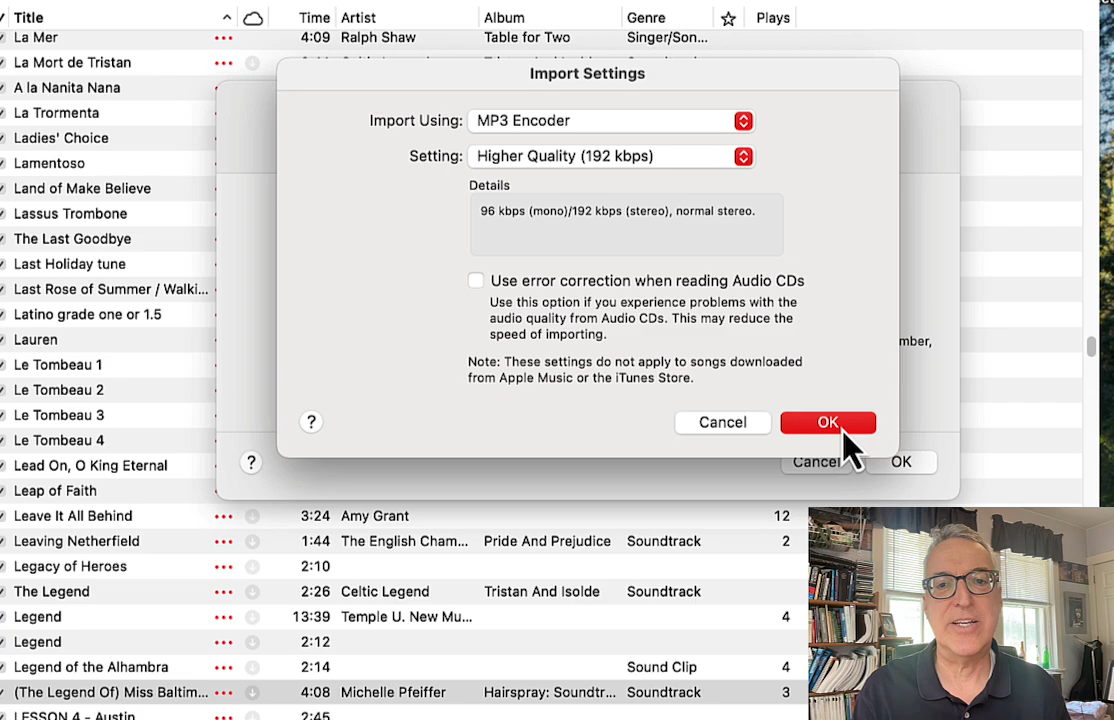 Title Time Artist Album Genre Plays
La Mer 4:09 Ralph Shaw Table for Two Singer/Son...
La Mort de Tristan
A la Nanita Nana
La Trormenta
Ladies' Choice
Lamentoso
Land of Make Believe
Lassus Trombone
The Last Goodbye
Last Holiday tune
Last Rose of Summer / Walki...
Latino grade one or 1.5
Lauren
Le Tombeau 1
Le Tombeau 2
Le Tombeau 3
Le Tombeau 4
Lead On, O King Eternal
Leap of Faith
Leave It All Behind 3:24 Amy Grant 12
Leaving Netherfield 1:44 The English Cham... Pride And Prejudice Soundtrack 2
Legacy of Heroes 2:10
The Legend 2:26 Celtic Legend Tristan And Isolde Soundtrack
Legend 13:39 Temple U. New Mu... 4
Legend 2:12
Legend of the Alhambra 2:14 Sound Clip 4
(The Legend Of) Miss Baltim... 4:08 Michelle Pfeiffer Hairspray: Soundtr... Soundtrack 3
LESSON 4 - Austin 2:45
Import Settings
Import Using: MP3 Encoder
Setting: Higher Quality (192 kbps)
Details
96 kbps (mono)/192 kbps (stereo), normal stereo.
Use error correction when reading Audio CDs
Use this option if you experience problems with the
audio quality from Audio CDs. This may reduce the
speed of importing.
Note: These settings do not apply to songs downloaded
from Apple Music or the iTunes Store.
? Cancel OK
mber,
? Cancel OK